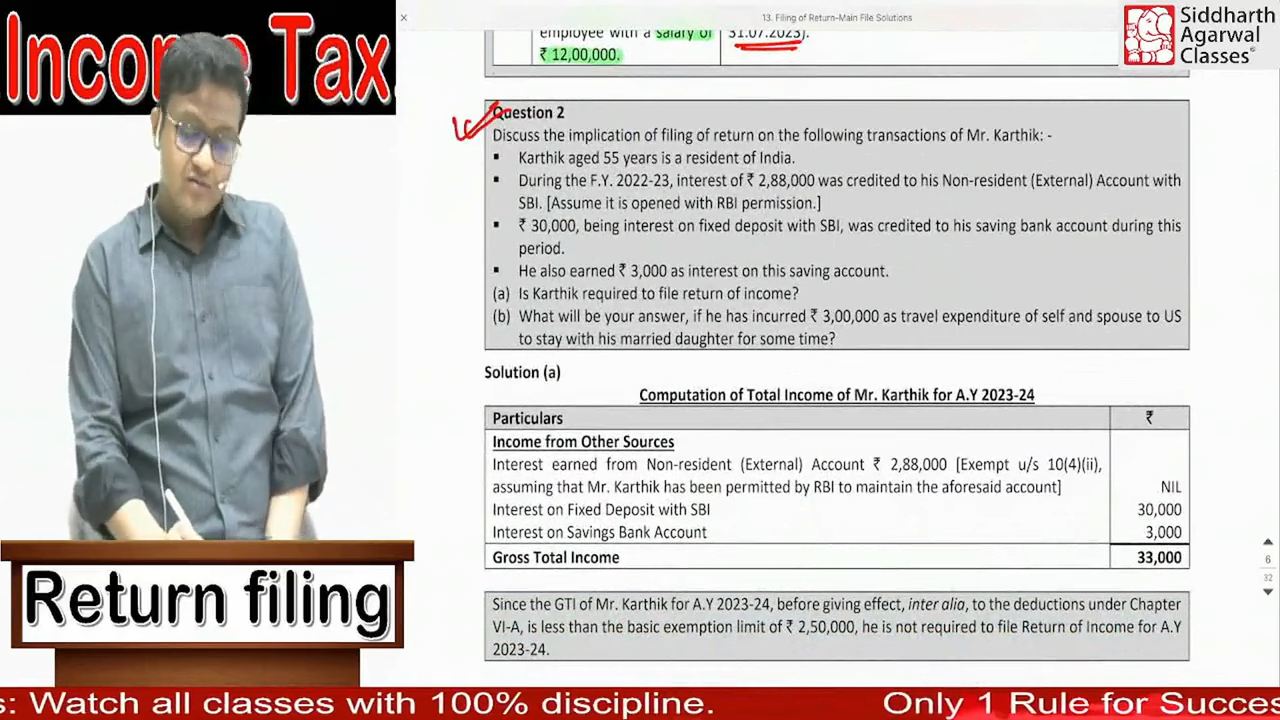 Income Tax.
13. Filing of Return-Main File Solutions
Siddharth
Agarwal
Classes®
employee with a salary of
₹ 12,00,000.
31.07.2023).
Question 2
Discuss the implication of filing of return on the following transactions of Mr. Karthik: -
▪ Karthik aged 55 years is a resident of India.
▪ During the F.Y. 2022-23, interest of ₹ 2,88,000 was credited to his Non-resident (External) Account with
SBI. [Assume it is opened with RBI permission.]
▪ ₹ 30,000, being interest on fixed deposit with SBI, was credited to his saving bank account during this
period.
▪ He also earned ₹ 3,000 as interest on this saving account.
(a) Is Karthik required to file return of income?
(b) What will be your answer, if he has incurred ₹ 3,00,000 as travel expenditure of self and spouse to US
to stay with his married daughter for some time?
Solution (a)
Computation of Total Income of Mr. Karthik for A.Y 2023-24
Particulars ₹
Income from Other Sources
Interest earned from Non-resident (External) Account ₹ 2,88,000 [Exempt u/s 10(4)(ii),
assuming that Mr. Karthik has been permitted by RBI to maintain the aforesaid account] NIL
Interest on Fixed Deposit with SBI 30,000
Interest on Savings Bank Account 3,000
Gross Total Income 33,000
Since the GTI of Mr. Karthik for A.Y 2023-24, before giving effect, inter alia, to the deductions under Chapter
VI-A, is less than the basic exemption limit of ₹ 2,50,000, he is not required to file Return of Income for A.Y
2023-24.
6
32
Return filing
s: Watch all classes with 100% discipline. Only 1 Rule for Succes